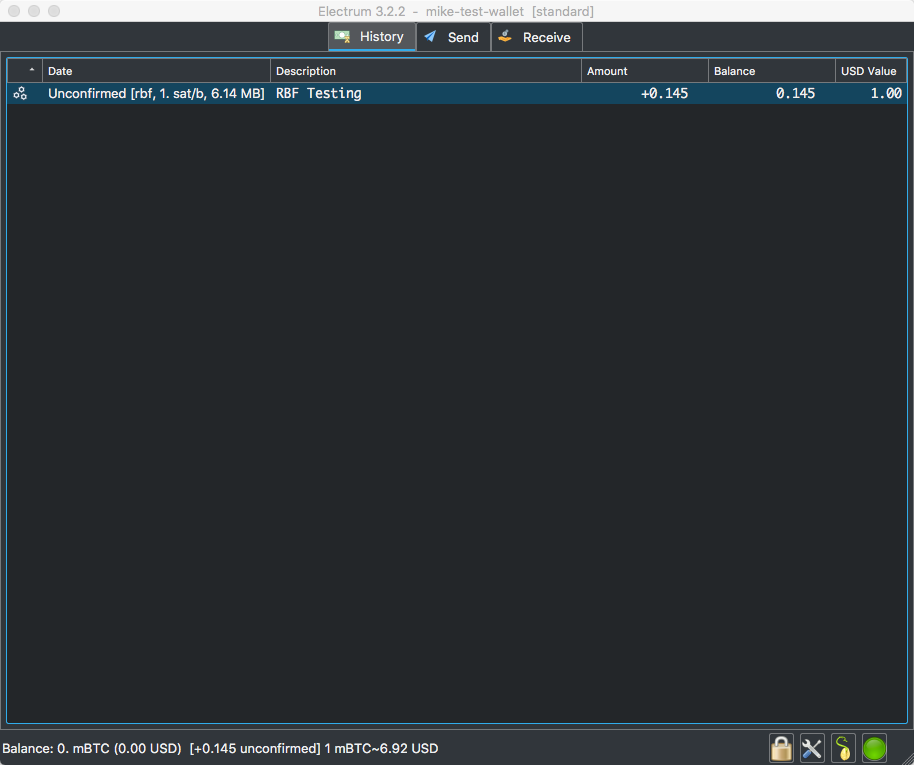 Electrum 3.2.2 - mike-test-wallet [standard]
History Send Receive
Date Description Amount Balance USD Value
Unconfirmed [rbf, 1. sat/b, 6.14 MB] RBF Testing +0.145 0.145 1.00
Balance: 0. mBTC (0.00 USD) [+0.145 unconfirmed] 1 mBTC~6.92 USD